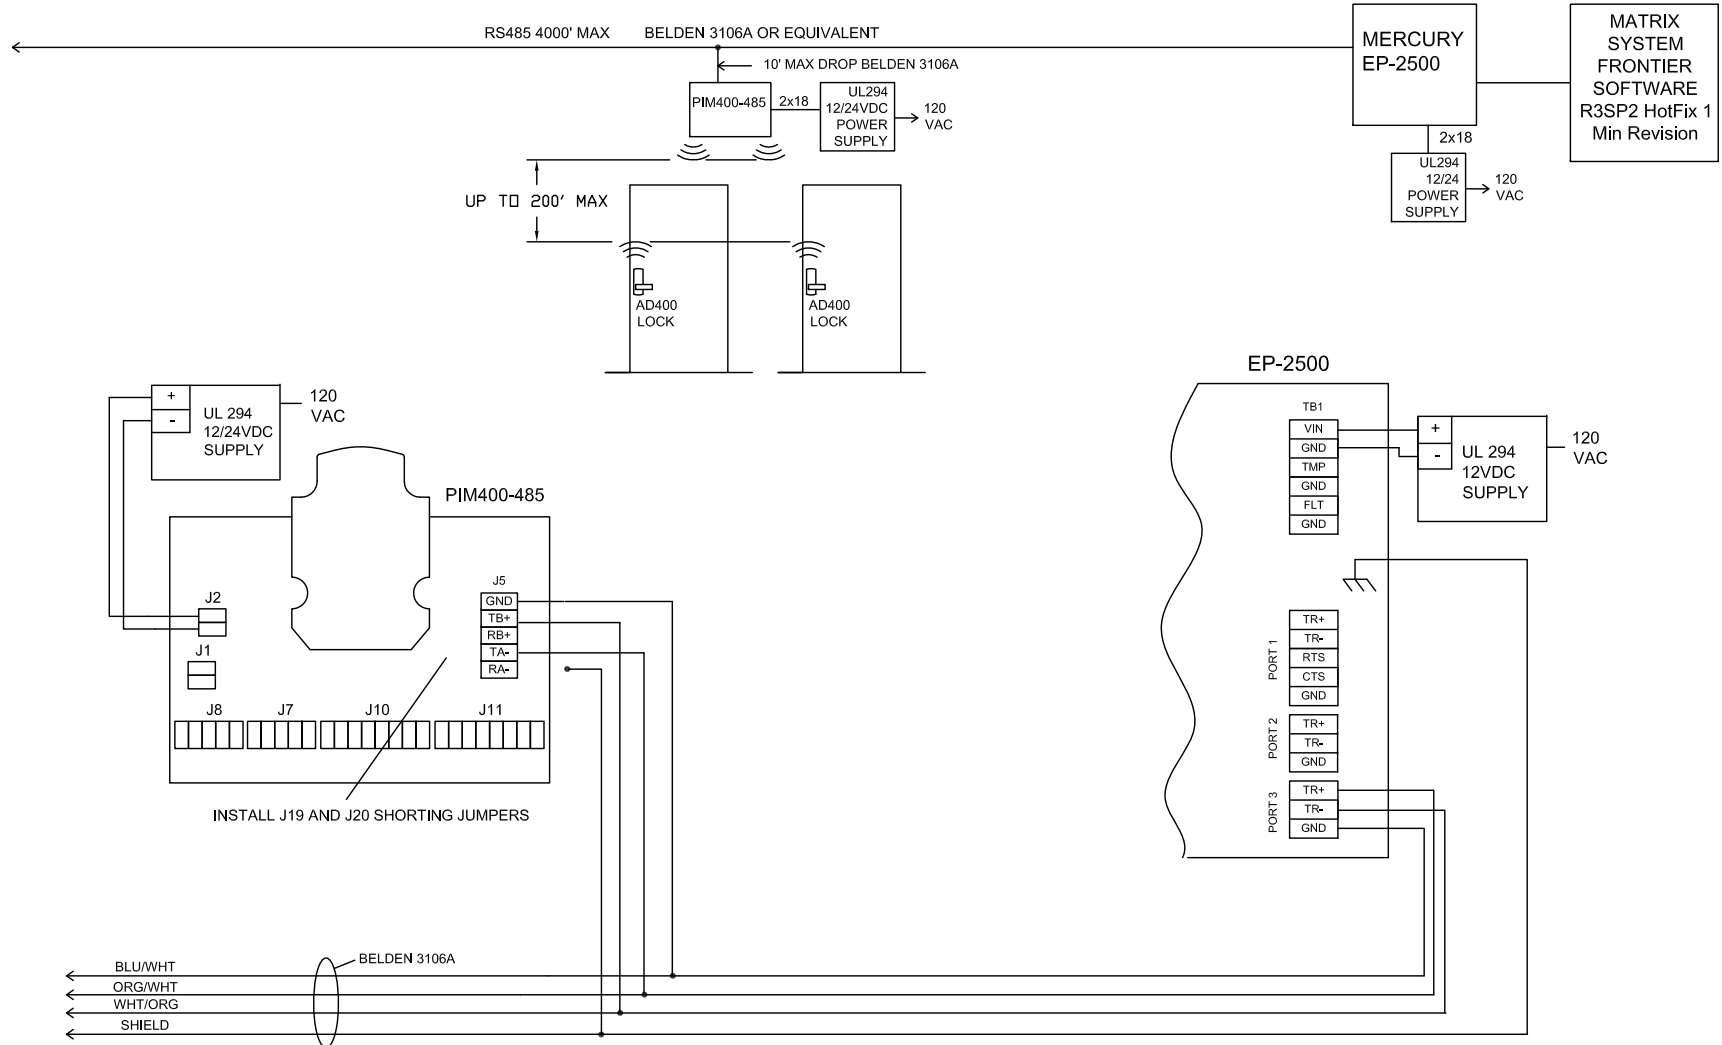 RS485 4000' MAX BELDEN 3106A OR EQUIVALENT
10' MAX DROP BELDEN 3106A
PIM400-485
2x18
UL294
12/24VDC
POWER
SUPPLY
120
VAC
MERCURY
EP-2500
2x18
UL294
12/24
POWER
SUPPLY
120
VAC
MATRIX
SYSTEM
FRONTIER
SOFTWARE
R3SP2 HotFix 1
Min Revision
UP TO 200' MAX
AD400
LOCK
AD400
LOCK
+
-
UL 294
12/24VDC
SUPPLY
120
VAC
PIM400-485
J2
J1
J8
J7
J10
J11
J5
GND
TB+
RB+
TA-
RA-
INSTALL J19 AND J20 SHORTING JUMPERS
EP-2500
TB1
VIN
GND
TMP
GND
FLT
GND
+
-
UL 294
12VDC
SUPPLY
120
VAC
PORT 1
TR+
TR-
RTS
CTS
GND
PORT 2
TR+
TR-
GND
PORT 3
TR+
TR-
GND
BELDEN 3106A
BLU/WHT
ORG/WHT
WHT/ORG
SHIELD